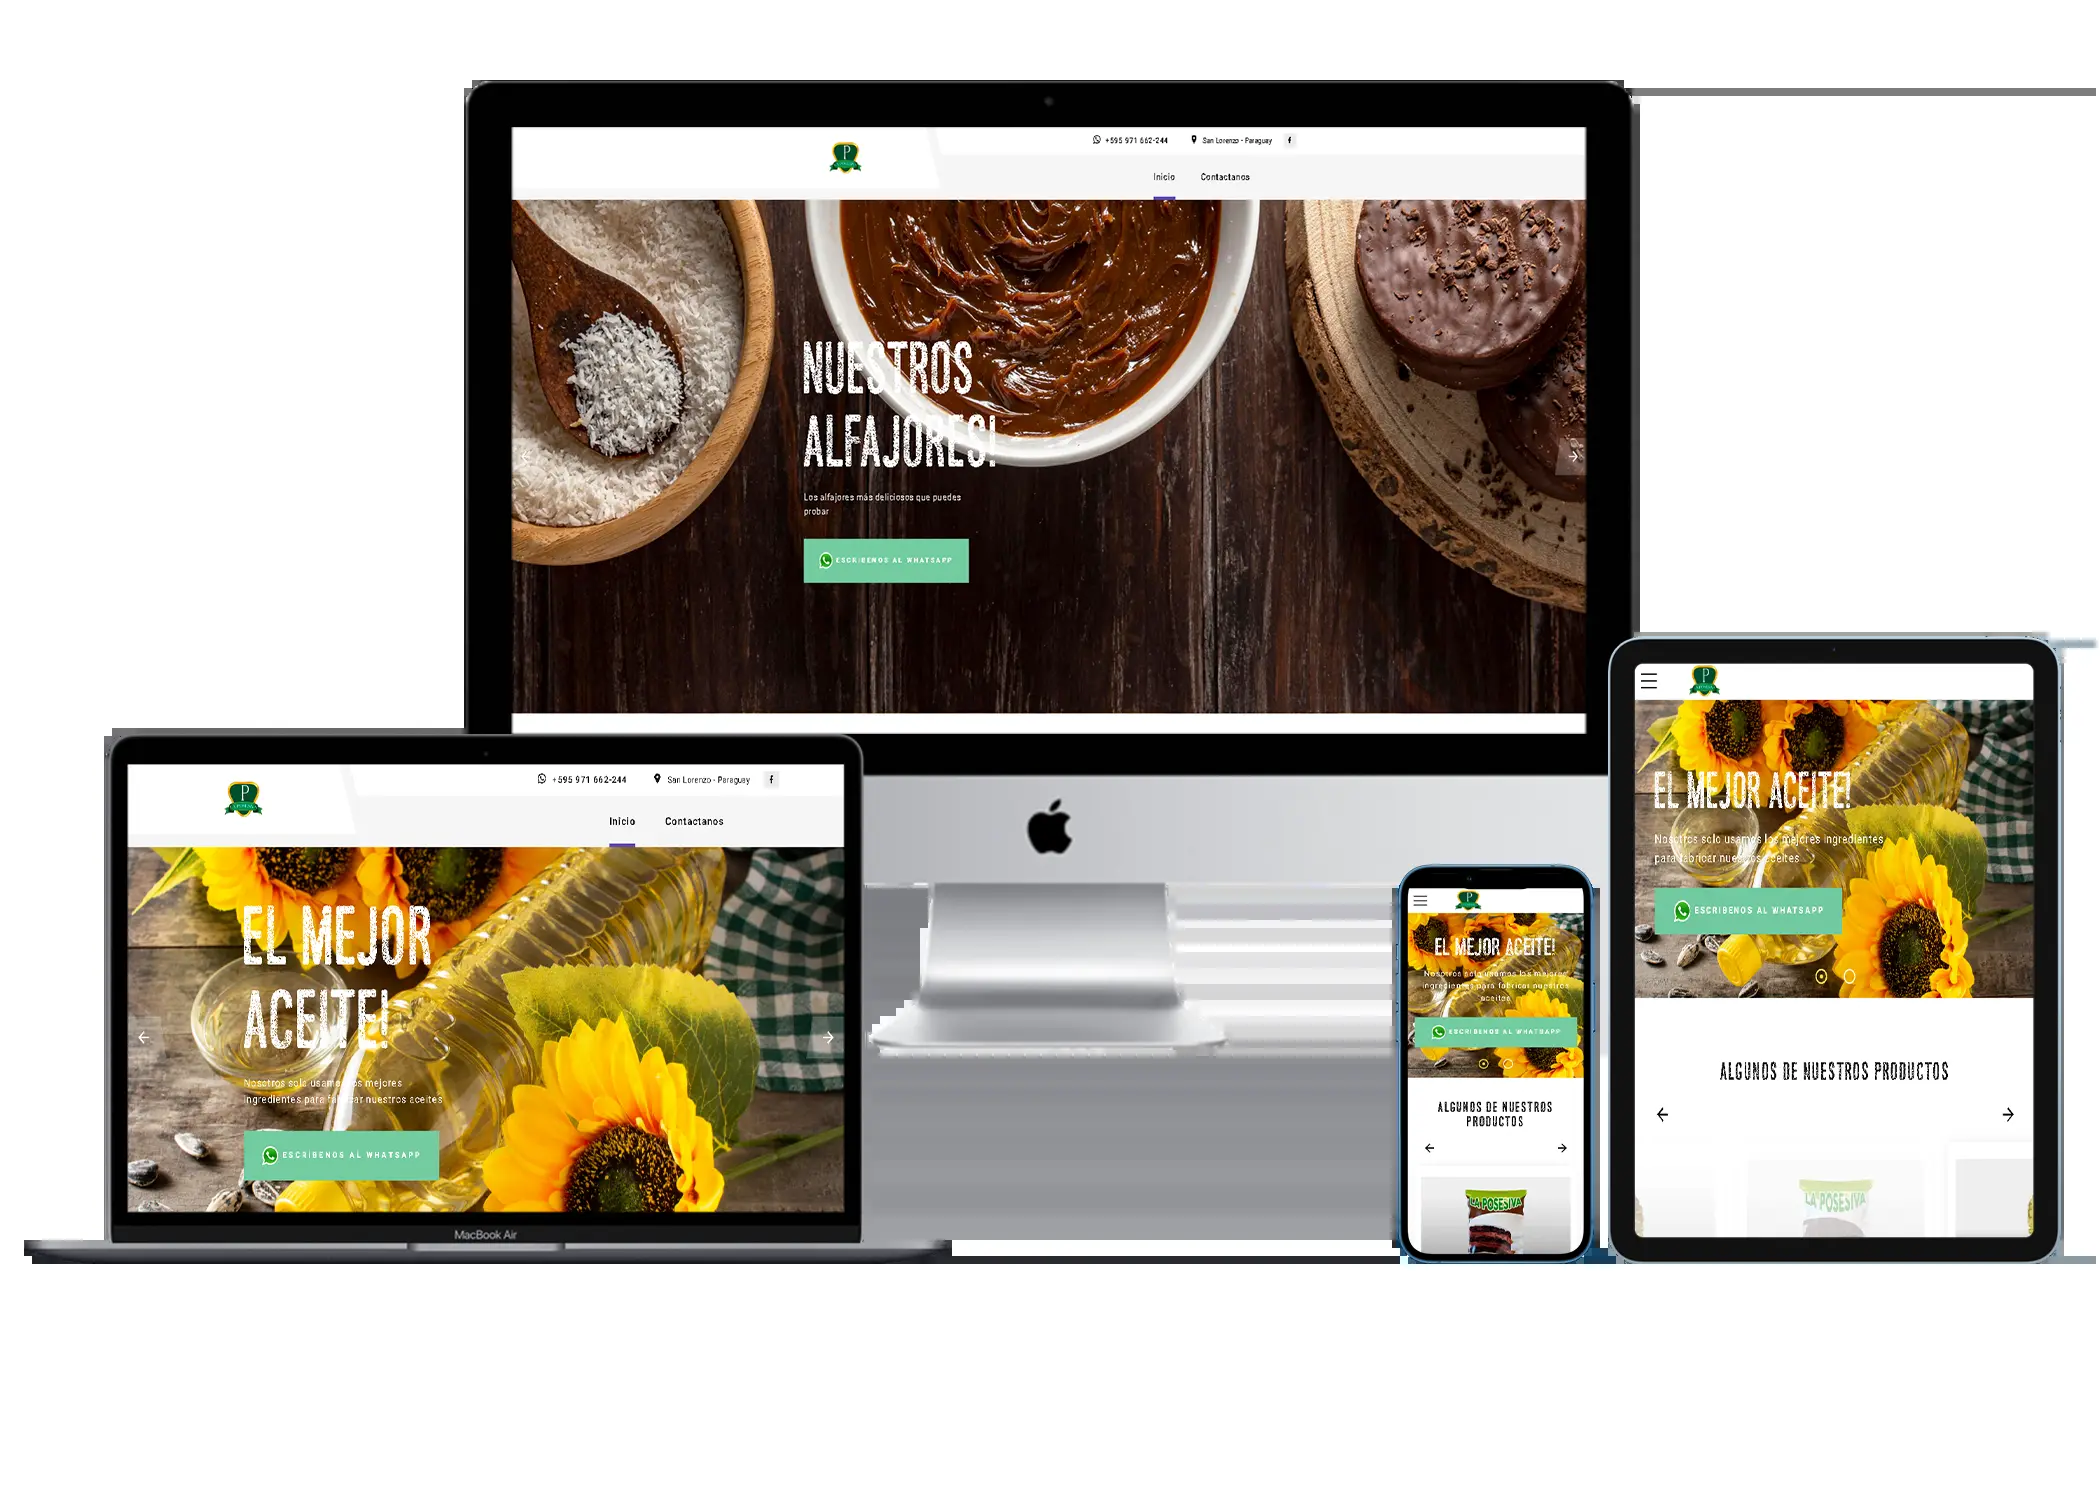 +595 971 662-244
San Lorenzo - Paraguay
P
Inicio
Contactanos
NUESTROS
ALFAJORES!
Los alfajores más deliciosos que puedes
probar
ESCRIBENOS AL WHATSAPP
+595 971 662-244
San Lorenzo - Paraguay
P
Inicio
Contactanos
EL MEJOR
ACEITE!
Nosotros solo usamos los mejores
ingredientes para fabricar nuestros aceites
ESCRIBENOS AL WHATSAPP
MacBook Air
P
EL MEJOR ACEITE!
Nosotros solo usamos los mejores
ingredientes para fabricar nuestros
aceites
ESCRIBENOS AL WHATSAPP
ALGUNOS DE NUESTROS
PRODUCTOS
LA POSESIVA
P
EL MEJOR ACEITE!
Nosotros solo usamos los mejores ingredientes
para fabricar nuestros aceites
ESCRIBENOS AL WHATSAPP
ALGUNOS DE NUESTROS PRODUCTOS
LA POSESIVA